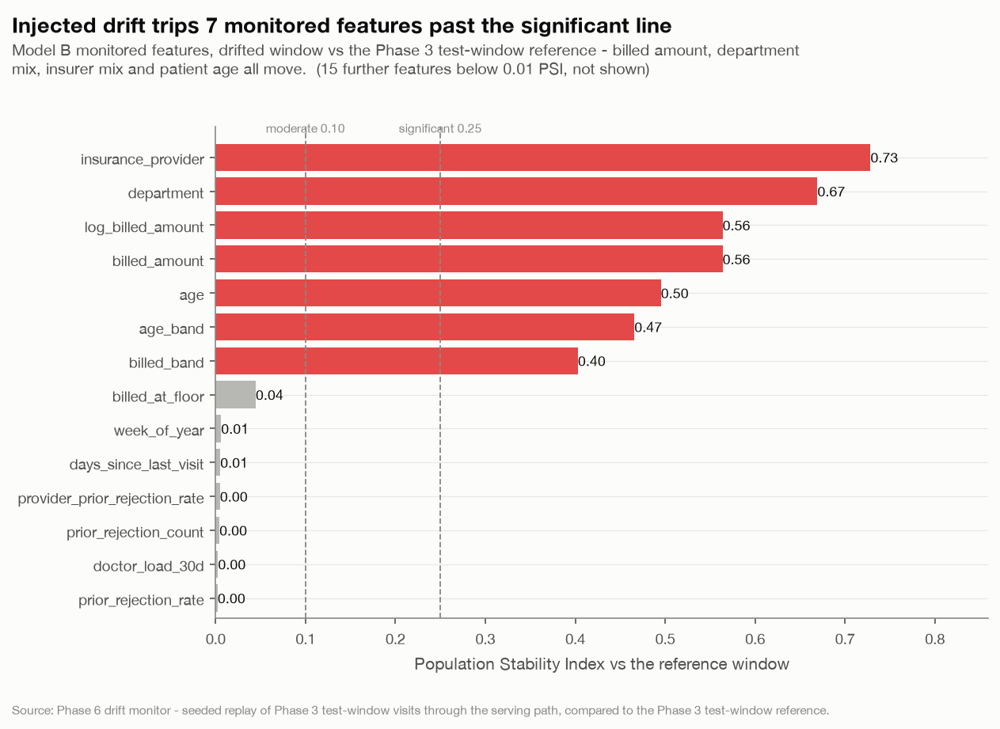 Injected drift trips 7 monitored features past the significant line
Model B monitored features, drifted window vs the Phase 3 test-window reference - billed amount, department
mix, insurer mix and patient age all move.  (15 further features below 0.01 PSI, not shown)
moderate 0.10
significant 0.25
insurance_provider 0.73
department 0.67
log_billed_amount 0.56
billed_amount 0.56
age 0.50
age_band 0.47
billed_band 0.40
billed_at_floor 0.04
week_of_year 0.01
days_since_last_visit 0.01
provider_prior_rejection_rate 0.00
prior_rejection_count 0.00
doctor_load_30d 0.00
prior_rejection_rate 0.00
0.0 0.1 0.2 0.3 0.4 0.5 0.6 0.7 0.8
Population Stability Index vs the reference window
Source: Phase 6 drift monitor - seeded replay of Phase 3 test-window visits through the serving path, compared to the Phase 3 test-window reference.